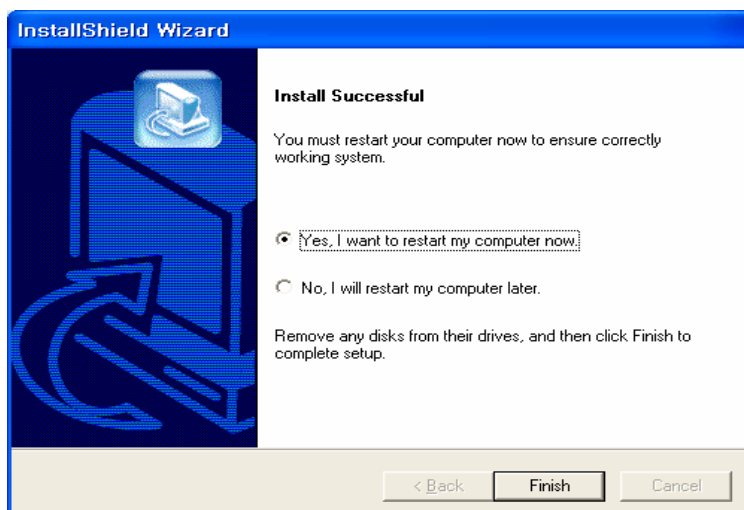 InstallShield Wizard
Install Successful
You must restart your computer now to ensure correctly
working system.
Yes, I want to restart my computer now.
No, I will restart my computer later.
Remove any disks from their drives, and then click Finish to
complete setup.
< Back Finish Cancel